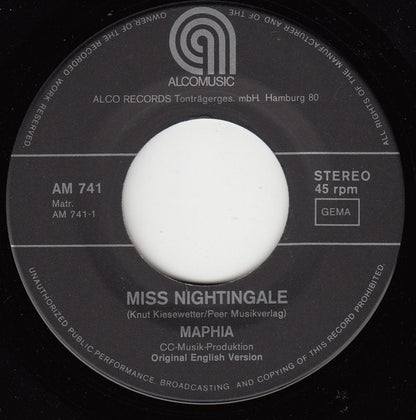 ALCOMUSIC
ALCO RECORDS Tonträgerges. mbH. Hamburg 80
ALL RIGHTS OF THE MANUFACTURER AND OF THE OWNER OF THE RECORDED WORK RESERVED.
AM 741
Matr.
AM 741-1
STEREO
45 rpm
GEMA
MISS NIGHTINGALE
(Knut Kiesewetter/Peer Musikverlag)
MAPHIA
CC-Musik-Produktion
Original English Version
UNAUTHORIZED PUBLIC PERFORMANCE, BROADCASTING AND COPYING OF THIS RECORD PROHIBITED.